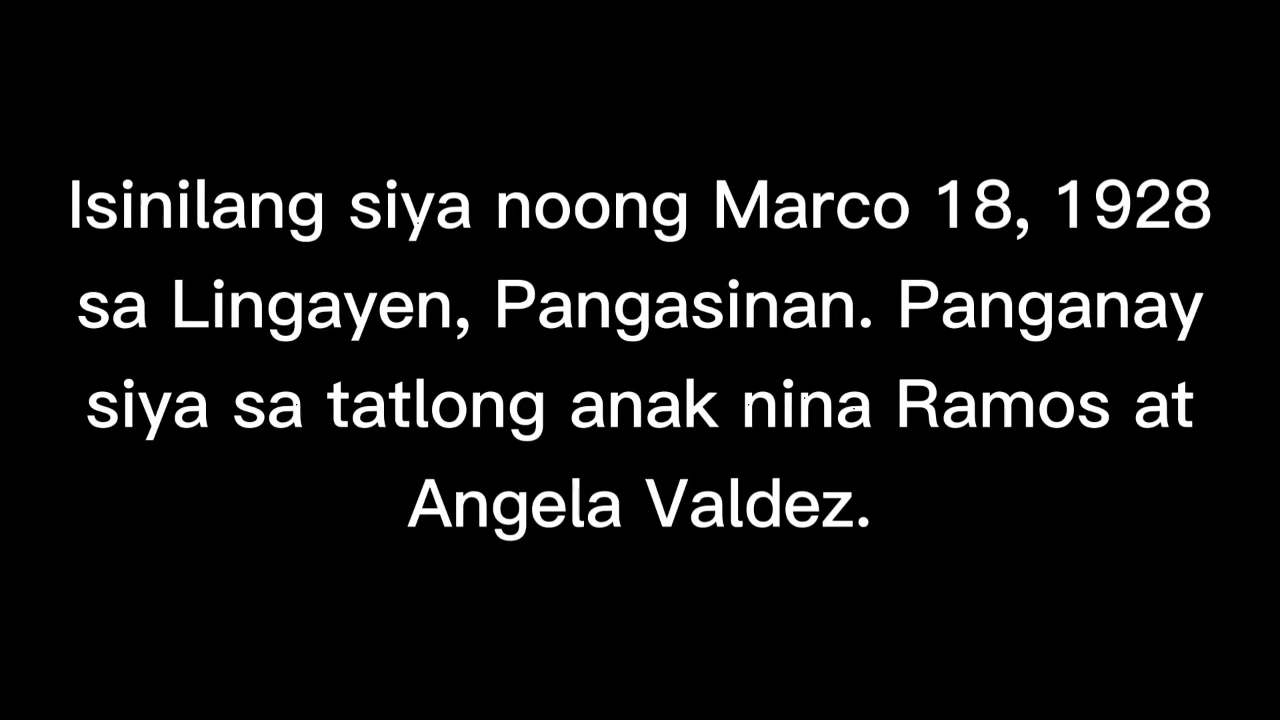 Isinilang siya noong Marco 18, 1928
sa Lingayen, Pangasinan. Panganay
siya sa tatlong anak nina Ramos at
Angela Valdez.